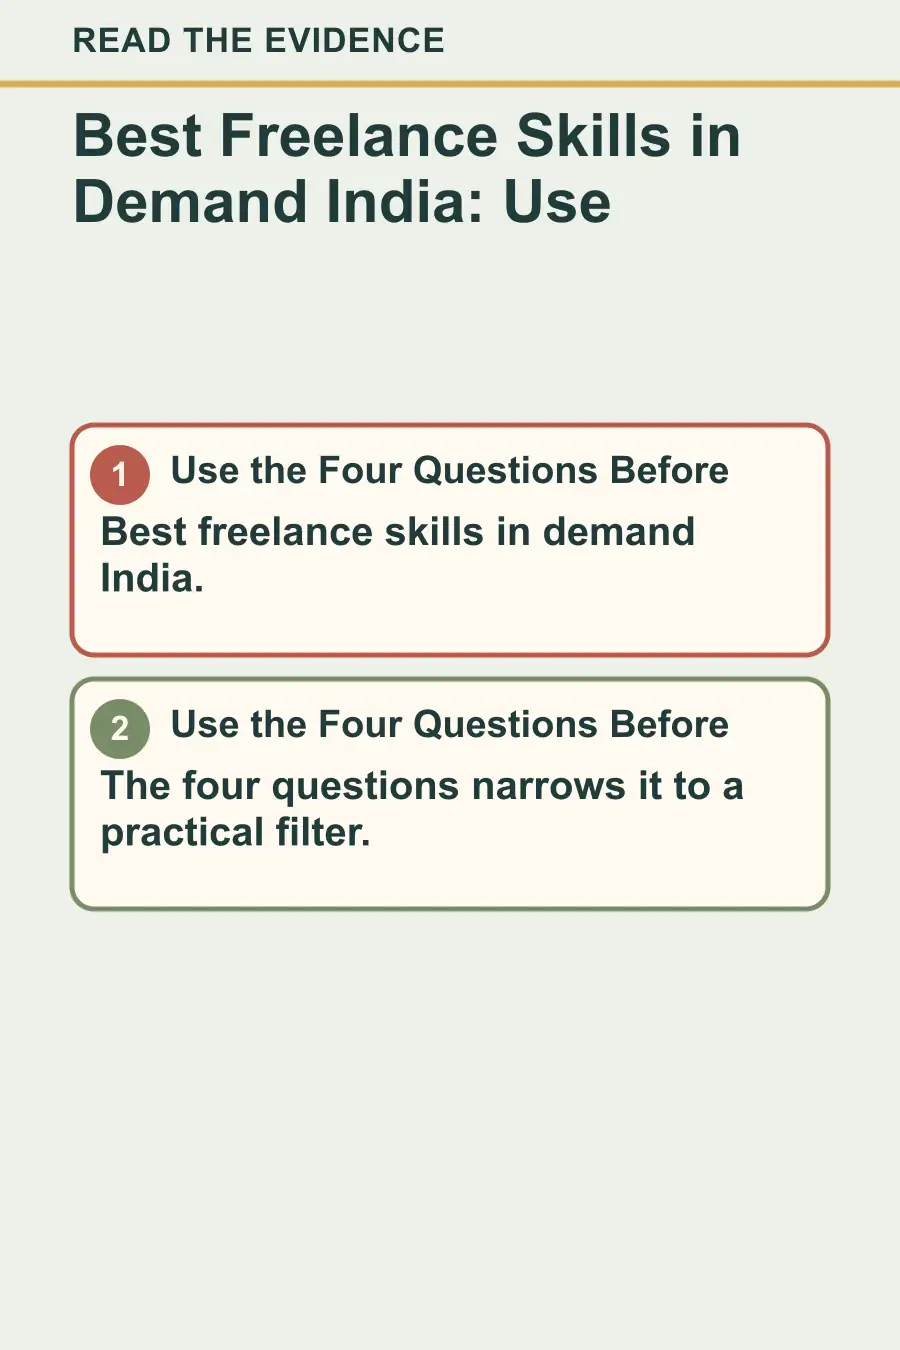 READ THE EVIDENCE
Best Freelance Skills in
Demand India: Use
1 Use the Four Questions Before
Best freelance skills in demand
India.
2 Use the Four Questions Before
The four questions narrows it to a
practical filter.